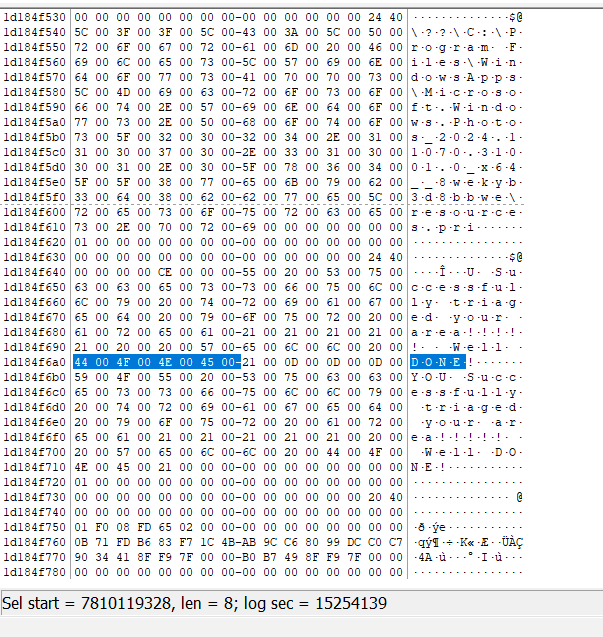 1d184f530 00 00 00 00 00 00 00 00-00 00 00 00 00 00 24 40 ··············$@
1d184f540 5C 00 3F 00 3F 00 5C 00-43 00 3A 00 5C 00 50 00 \·?·?·\·C·:·\·P·
1d184f550 72 00 6F 00 67 00 72 00-61 00 6D 00 20 00 46 00 r·o·g·r·a·m· ·F·
1d184f560 69 00 6C 00 65 00 73 00-5C 00 57 00 69 00 6E 00 i·l·e·s·\·W·i·n·
1d184f570 64 00 6F 00 77 00 73 00-41 00 70 00 70 00 73 00 d·o·w·s·A·p·p·s·
1d184f580 5C 00 4D 00 69 00 63 00-72 00 6F 00 73 00 6F 00 \·M·i·c·r·o·s·o·
1d184f590 66 00 74 00 2E 00 57 00-69 00 6E 00 64 00 6F 00 f·t·.·W·i·n·d·o·
1d184f5a0 77 00 73 00 2E 00 50 00-68 00 6F 00 74 00 6F 00 w·s·.·P·h·o·t·o·
1d184f5b0 73 00 5F 00 32 00 30 00-32 00 34 00 2E 00 31 00 s·_·2·0·2·4·.·1·
1d184f5c0 31 00 30 00 37 00 30 00-2E 00 33 00 31 00 30 00 1·0·7·0·.·3·1·0·
1d184f5d0 30 00 31 00 2E 00 30 00-5F 00 78 00 36 00 34 00 0·1·.·0·_·x·6·4·
1d184f5e0 5F 00 5F 00 38 00 77 00-65 00 6B 00 79 00 62 00 _·_·8·w·e·k·y·b·
1d184f5f0 33 00 64 00 38 00 62 00-62 00 77 00 65 00 5C 00 3·d·8·b·b·w·e·\·
1d184f600 72 00 65 00 73 00 6F 00-75 00 72 00 63 00 65 00 r·e·s·o·u·r·c·e·
1d184f610 73 00 2E 00 70 00 72 00-69 00 00 00 00 00 00 00 s·.·p·r·i·······
1d184f620 01 00 00 00 00 00 00 00-00 00 00 00 00 00 00 00 ················
1d184f630 00 00 00 00 00 00 00 00-00 00 00 00 00 00 24 40 ··············$@
1d184f640 00 00 00 00 CE 00 00 00-55 00 20 00 53 00 75 00 ····Î···U· ·S·u·
1d184f650 63 00 63 00 65 00 73 00-73 00 66 00 75 00 6C 00 c·c·e·s·s·f·u·l·
1d184f660 6C 00 79 00 20 00 74 00-72 00 69 00 61 00 67 00 l·y· ·t·r·i·a·g·
1d184f670 65 00 64 00 20 00 79 00-6F 00 75 00 72 00 20 00 e·d· ·y·o·u·r· ·
1d184f680 61 00 72 00 65 00 61 00-21 00 21 00 21 00 21 00 a·r·e·a·!·!·!·!·
1d184f690 21 00 20 00 20 00 57 00-65 00 6C 00 6C 00 20 00 !· · ·W·e·l·l· ·
1d184f6a0 44 00 4F 00 4E 00 45 00-21 00 0D 00 0D 00 0D 00 D·O·N·E·!·······
1d184f6b0 59 00 4F 00 55 00 20 00-53 00 75 00 63 00 63 00 Y·O·U· ·S·u·c·c·
1d184f6c0 65 00 73 00 73 00 66 00-75 00 6C 00 6C 00 79 00 e·s·s·f·u·l·l·y·
1d184f6d0 20 00 74 00 72 00 69 00-61 00 67 00 65 00 64 00  ·t·r·i·a·g·e·d·
1d184f6e0 20 00 79 00 6F 00 75 00-72 00 20 00 61 00 72 00  ·y·o·u·r· ·a·r·
1d184f6f0 65 00 61 00 21 00 21 00-21 00 21 00 21 00 20 00 e·a·!·!·!·!·!· ·
1d184f700 20 00 57 00 65 00 6C 00-6C 00 20 00 44 00 4F 00  ·W·e·l·l· ·D·O·
1d184f710 4E 00 45 00 21 00 00 00-00 00 00 00 00 00 00 00 N·E·!···········
1d184f720 01 00 00 00 00 00 00 00-00 00 00 00 00 00 00 00 ················
1d184f730 00 00 00 00 00 00 00 00-00 00 00 00 00 00 20 40 ·············· @
1d184f740 00 00 00 00 00 00 00 00-00 00 00 00 00 00 00 00 ················
1d184f750 01 F0 08 FD 65 02 00 00-00 00 00 00 00 00 00 00 ·ð·ýe···········
1d184f760 0B 71 FD B6 83 F7 1C 4B-AB 9C C6 80 99 DC C0 C7 ·qý¶·÷·K«·Æ··ÜÀÇ
1d184f770 90 34 41 8F F9 7F 00 00-B0 B7 49 8F F9 7F 00 00 ·4A·ù···°·I·ù···
1d184f780 00 00 00 00 00 00 00 00-00 00 00 00 00 00 00 00 ················
Sel start = 7810119328, len = 8; log sec = 15254139